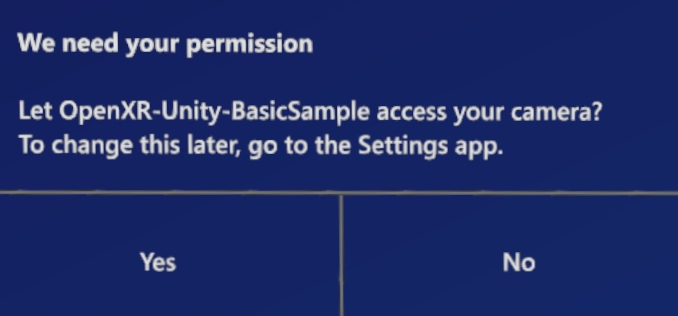 We need your permission
Let OpenXR-Unity-BasicSample access your camera?
To change this later, go to the Settings app.
Yes
No